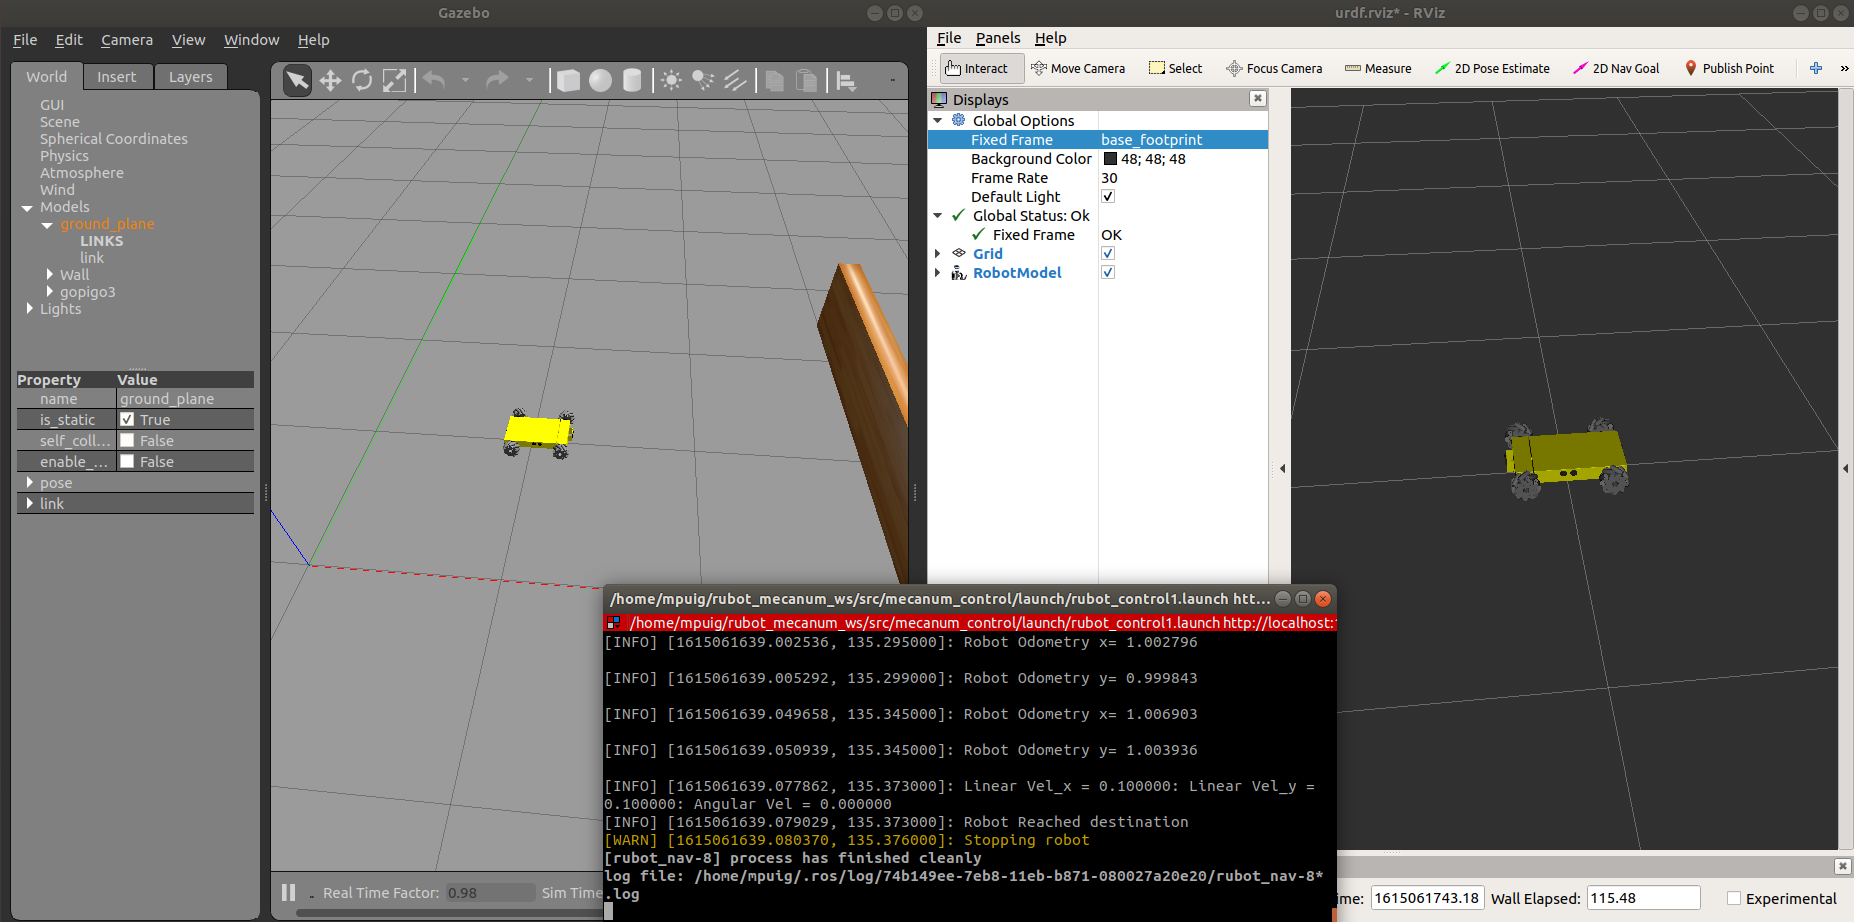 Gazebo
File Edit Camera View Window Help
World Insert Layers
GUI
Scene
Spherical Coordinates
Physics
Atmosphere
Wind
Models
ground_plane
LINKS
link
Wall
gopigo3
Lights
Property Value
name ground_plane
is_static True
self_coll... False
enable_... False
pose
link
Real Time Factor: 0.98 Sim Time
urdf.rviz* - RViz
File Panels Help
Interact Move Camera Select Focus Camera Measure 2D Pose Estimate 2D Nav Goal Publish Point »
Displays
Global Options
Fixed Frame base_footprint
Background Color 48; 48; 48
Frame Rate 30
Default Light
Global Status: Ok
Fixed Frame OK
Grid
RobotModel
/home/mpuig/rubot_mecanum_ws/src/mecanum_control/launch/rubot_control1.launch htt...
/home/mpuig/rubot_mecanum_ws/src/mecanum_control/launch/rubot_control1.launch http://localhost:
[INFO] [1615061639.002536, 135.295000]: Robot Odometry x= 1.002796
[INFO] [1615061639.005292, 135.299000]: Robot Odometry y= 0.999843
[INFO] [1615061639.049658, 135.345000]: Robot Odometry x= 1.006903
[INFO] [1615061639.050939, 135.345000]: Robot Odometry y= 1.003936
[INFO] [1615061639.077862, 135.373000]: Linear Vel_x = 0.100000: Linear Vel_y =
0.100000: Angular Vel = 0.000000
[INFO] [1615061639.079029, 135.373000]: Robot Reached destination
[WARN] [1615061639.080370, 135.376000]: Stopping robot
[rubot_nav-8] process has finished cleanly
log file: /home/mpuig/.ros/log/74b149ee-7eb8-11eb-b871-080027a20e20/rubot_nav-8*
.log
me: 1615061743.18 Wall Elapsed: 115.48 Experimental